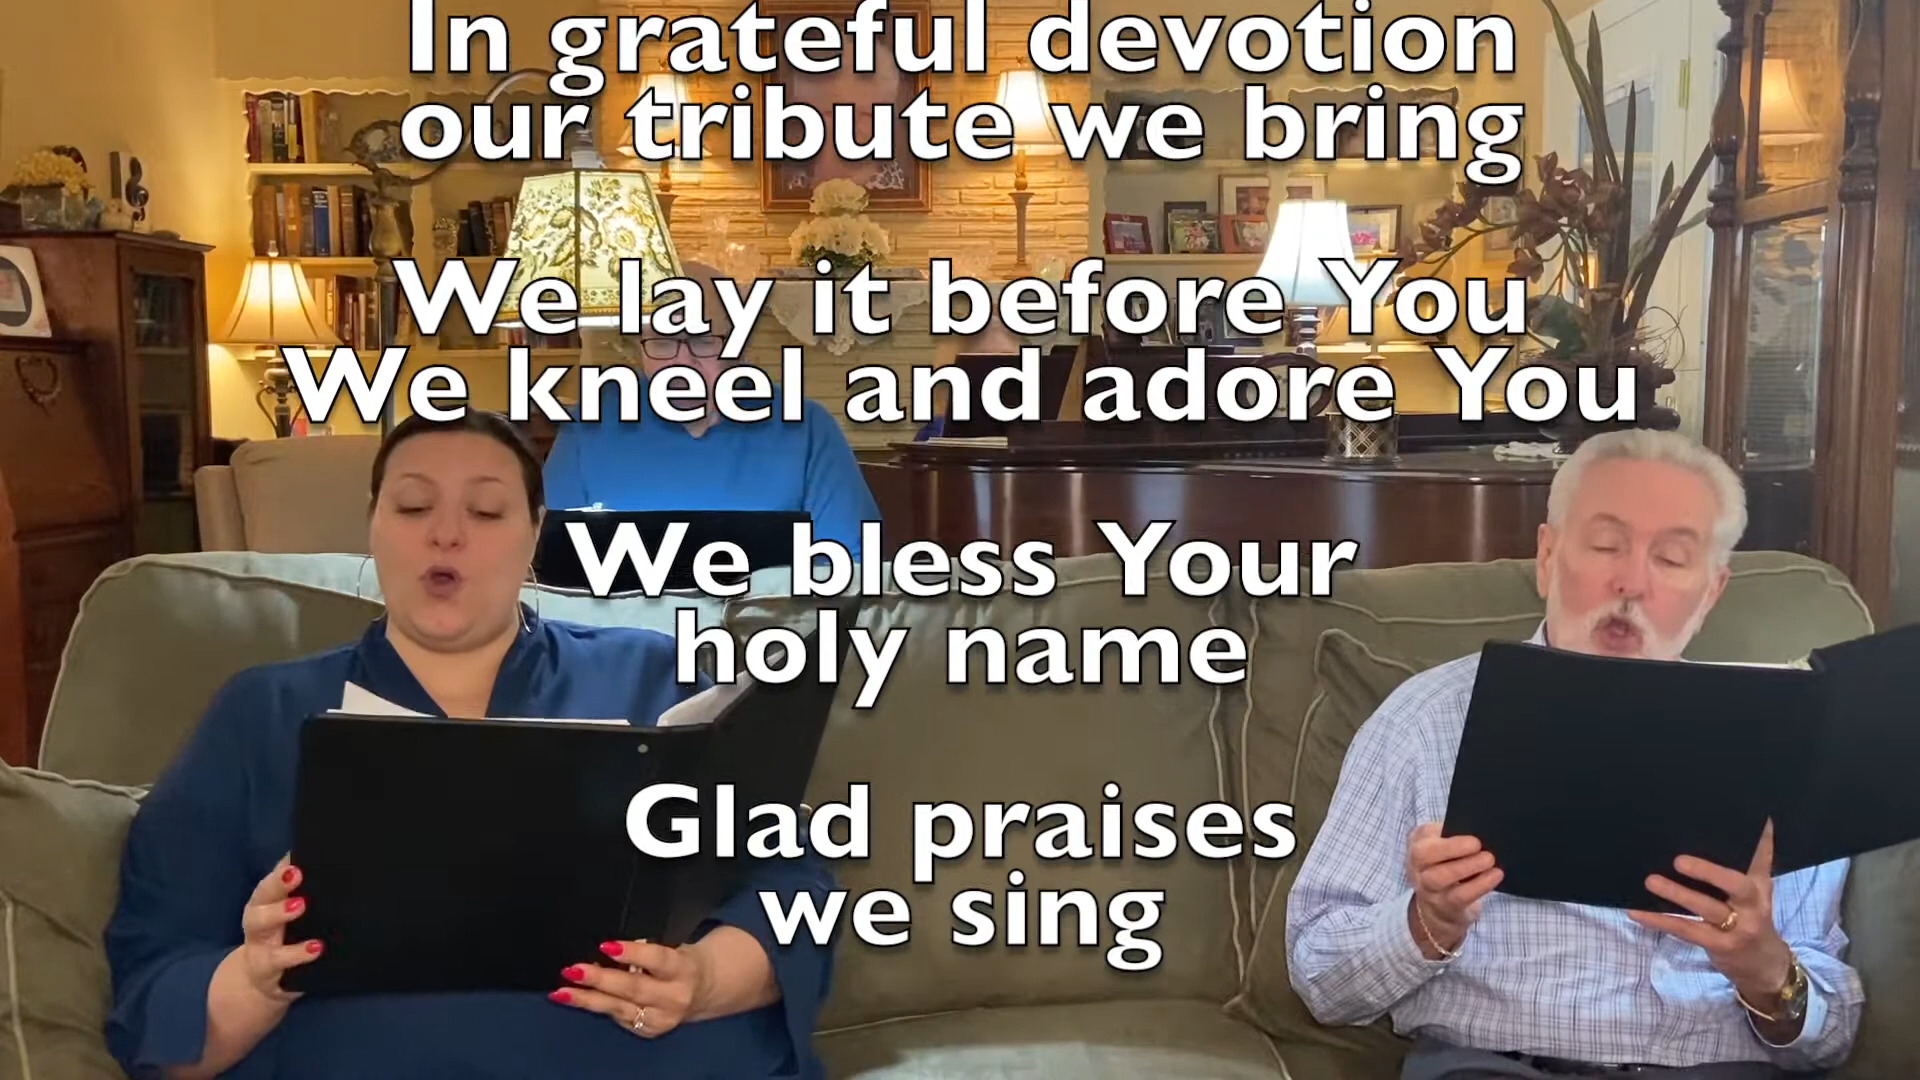 In grateful devotion
our tribute we bring
We lay it before You
We kneel and adore You
We bless Your
holy name
Glad praises
we sing